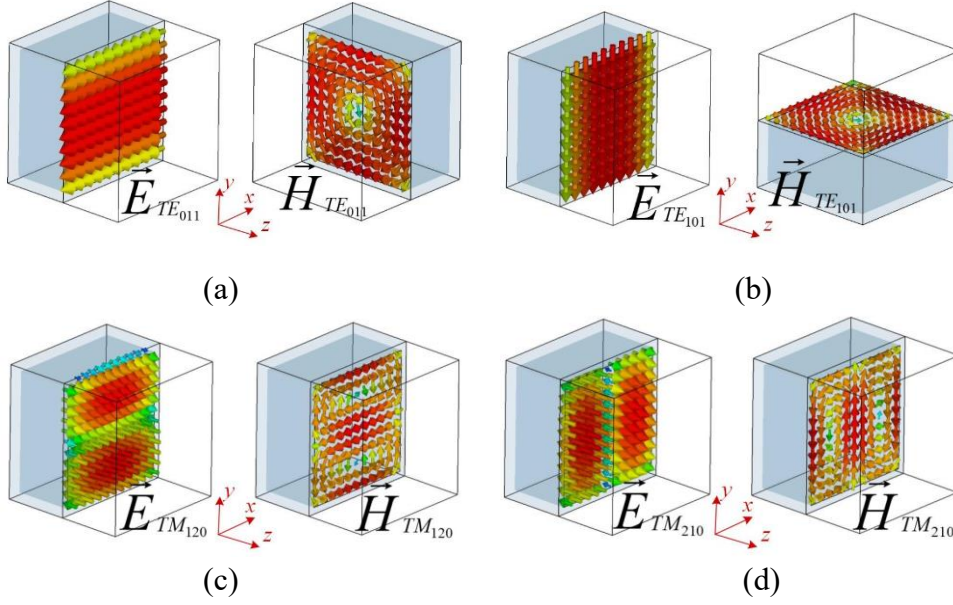 E TE011 H TE011 y x z
E TE101 H TE101 y x z
(a) (b)
E TM120 H TM120 y x z
E TM210 H TM210 y x z
(c) (d)